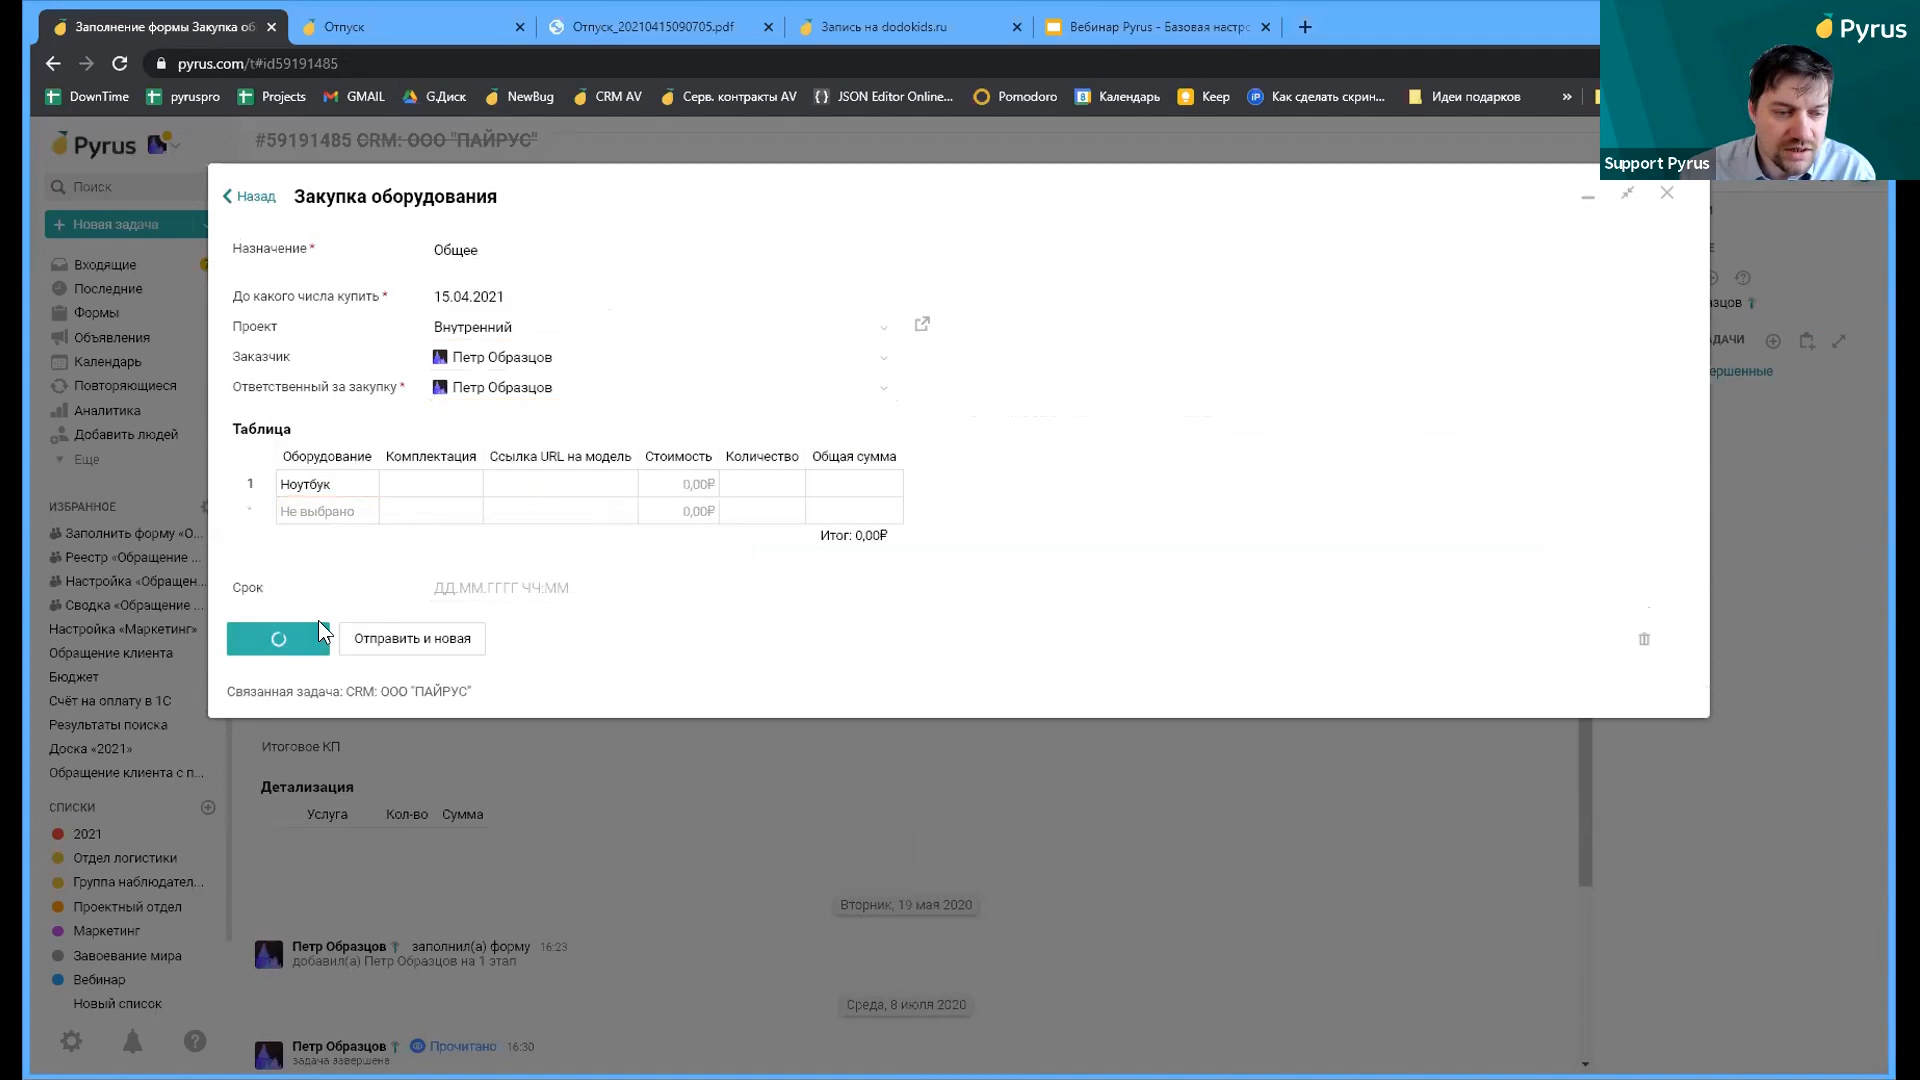 Заполнение формы Закупка об
Отпуск
Отпуск_20210415090705.pdf
Запись на dodokids.ru
Вебинар Pyrus - Базовая настро
Pyrus
pyrus.com/t#id59191485
DownTime
pyruspro
Projects
GMAIL
G.Диск
NewBug
CRM AV
Серв. контракты AV
JSON Editor Online...
Pomodoro
Календарь
Keep
Как сделать скрин...
Идеи подарков
»
Support Pyrus
Pyrus
#59191485 CRM: ООО "ПАЙРУС"
Поиск
+ Новая задача
Входящие
Последние
Формы
Объявления
Календарь
Повторяющиеся
Аналитика
Добавить людей
Еще
ИЗБРАННОЕ
Заполнить форму «О...
Реестр «Обращение ...
Настройка «Обращен...
Сводка «Обращение ...
Настройка «Маркетинг»
Обращение клиента
Бюджет
Счёт на оплату в 1С
Результаты поиска
Доска «2021»
Обращение клиента с п...
СПИСКИ
2021
Отдел логистики
Группа наблюдател...
Проектный отдел
Маркетинг
Завоевание мира
Вебинар
Новый список
Назад
Закупка оборудования
Назначение*
Общее
До какого числа купить*
15.04.2021
Проект
Внутренний
Заказчик
Петр Образцов
Ответственный за закупку*
Петр Образцов
Таблица
Оборудование Комплектация Ссылка URL на модель Стоимость Количество Общая сумма
1 Ноутбук 0,00₽
* Не выбрано 0,00₽
Итог: 0,00₽
Срок
ДД.ММ.ГГГГ ЧЧ:ММ
Отправить и новая
Связанная задача: CRM: ООО "ПАЙРУС"
азцов
АДАЧИ
ершенные
Итоговое КП
Детализация
Услуга Кол-во Сумма
Вторник, 19 мая 2020
Петр Образцов заполнил(а) форму 16:23
добавил(а) Петр Образцов на 1 этап
Среда, 8 июля 2020
Петр Образцов Прочитано 16:30
задача завершена